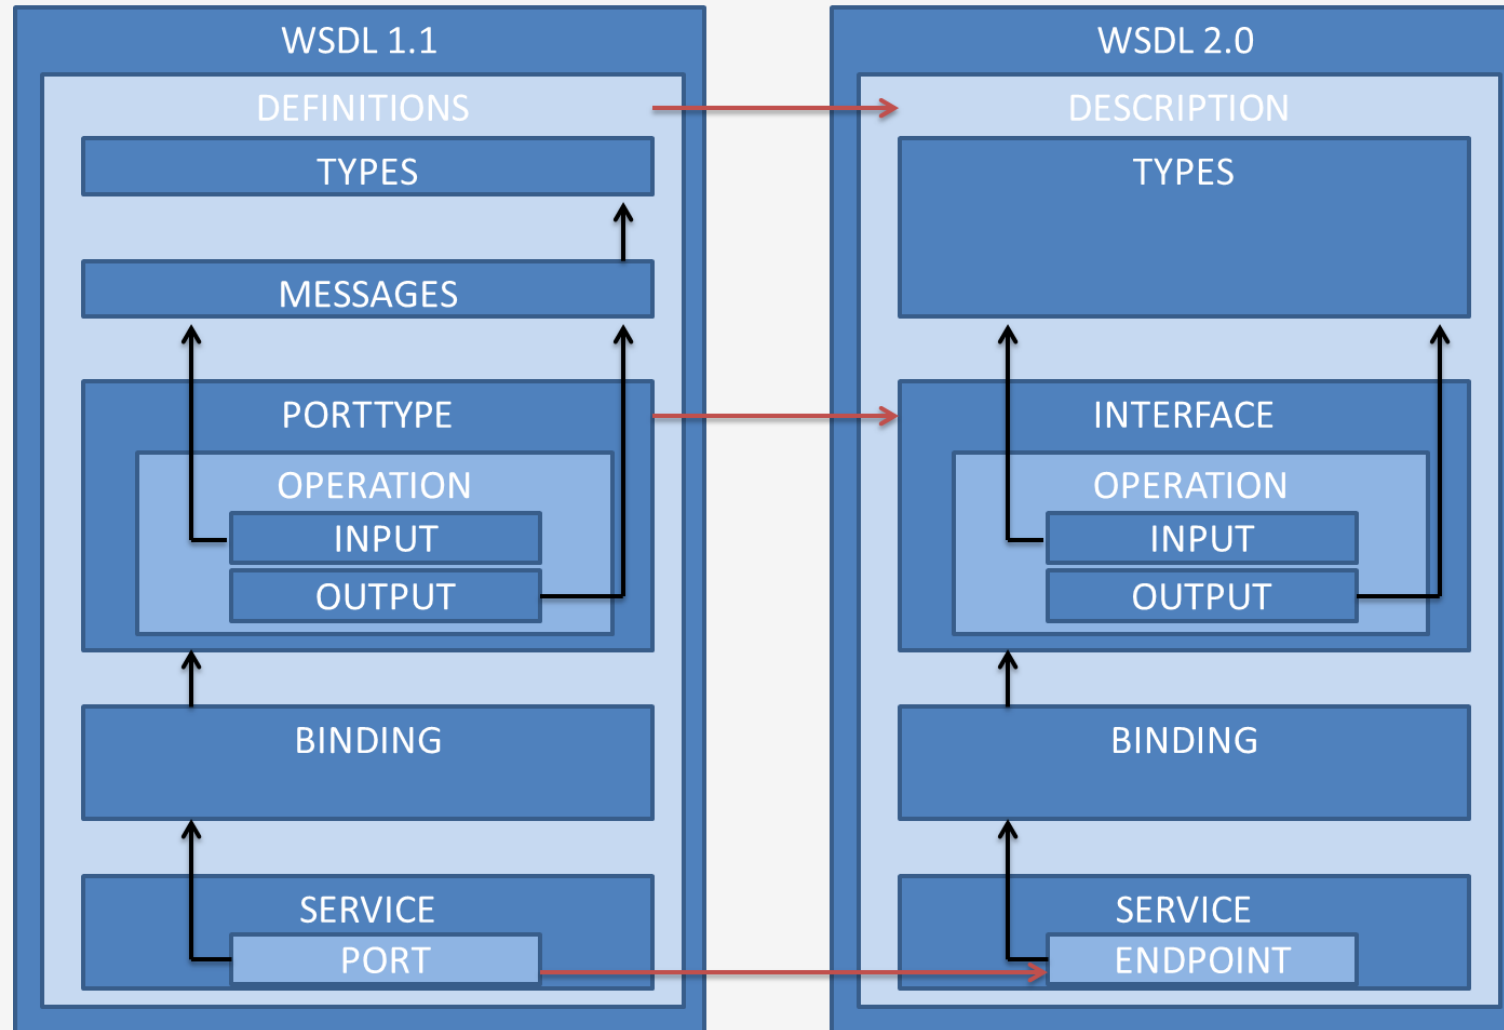 WSDL 1.1
DEFINITIONS
TYPES
MESSAGES
PORTTYPE
OPERATION
INPUT
OUTPUT
BINDING
SERVICE
PORT
WSDL 2.0
DESCRIPTION
TYPES
INTERFACE
OPERATION
INPUT
OUTPUT
BINDING
SERVICE
ENDPOINT